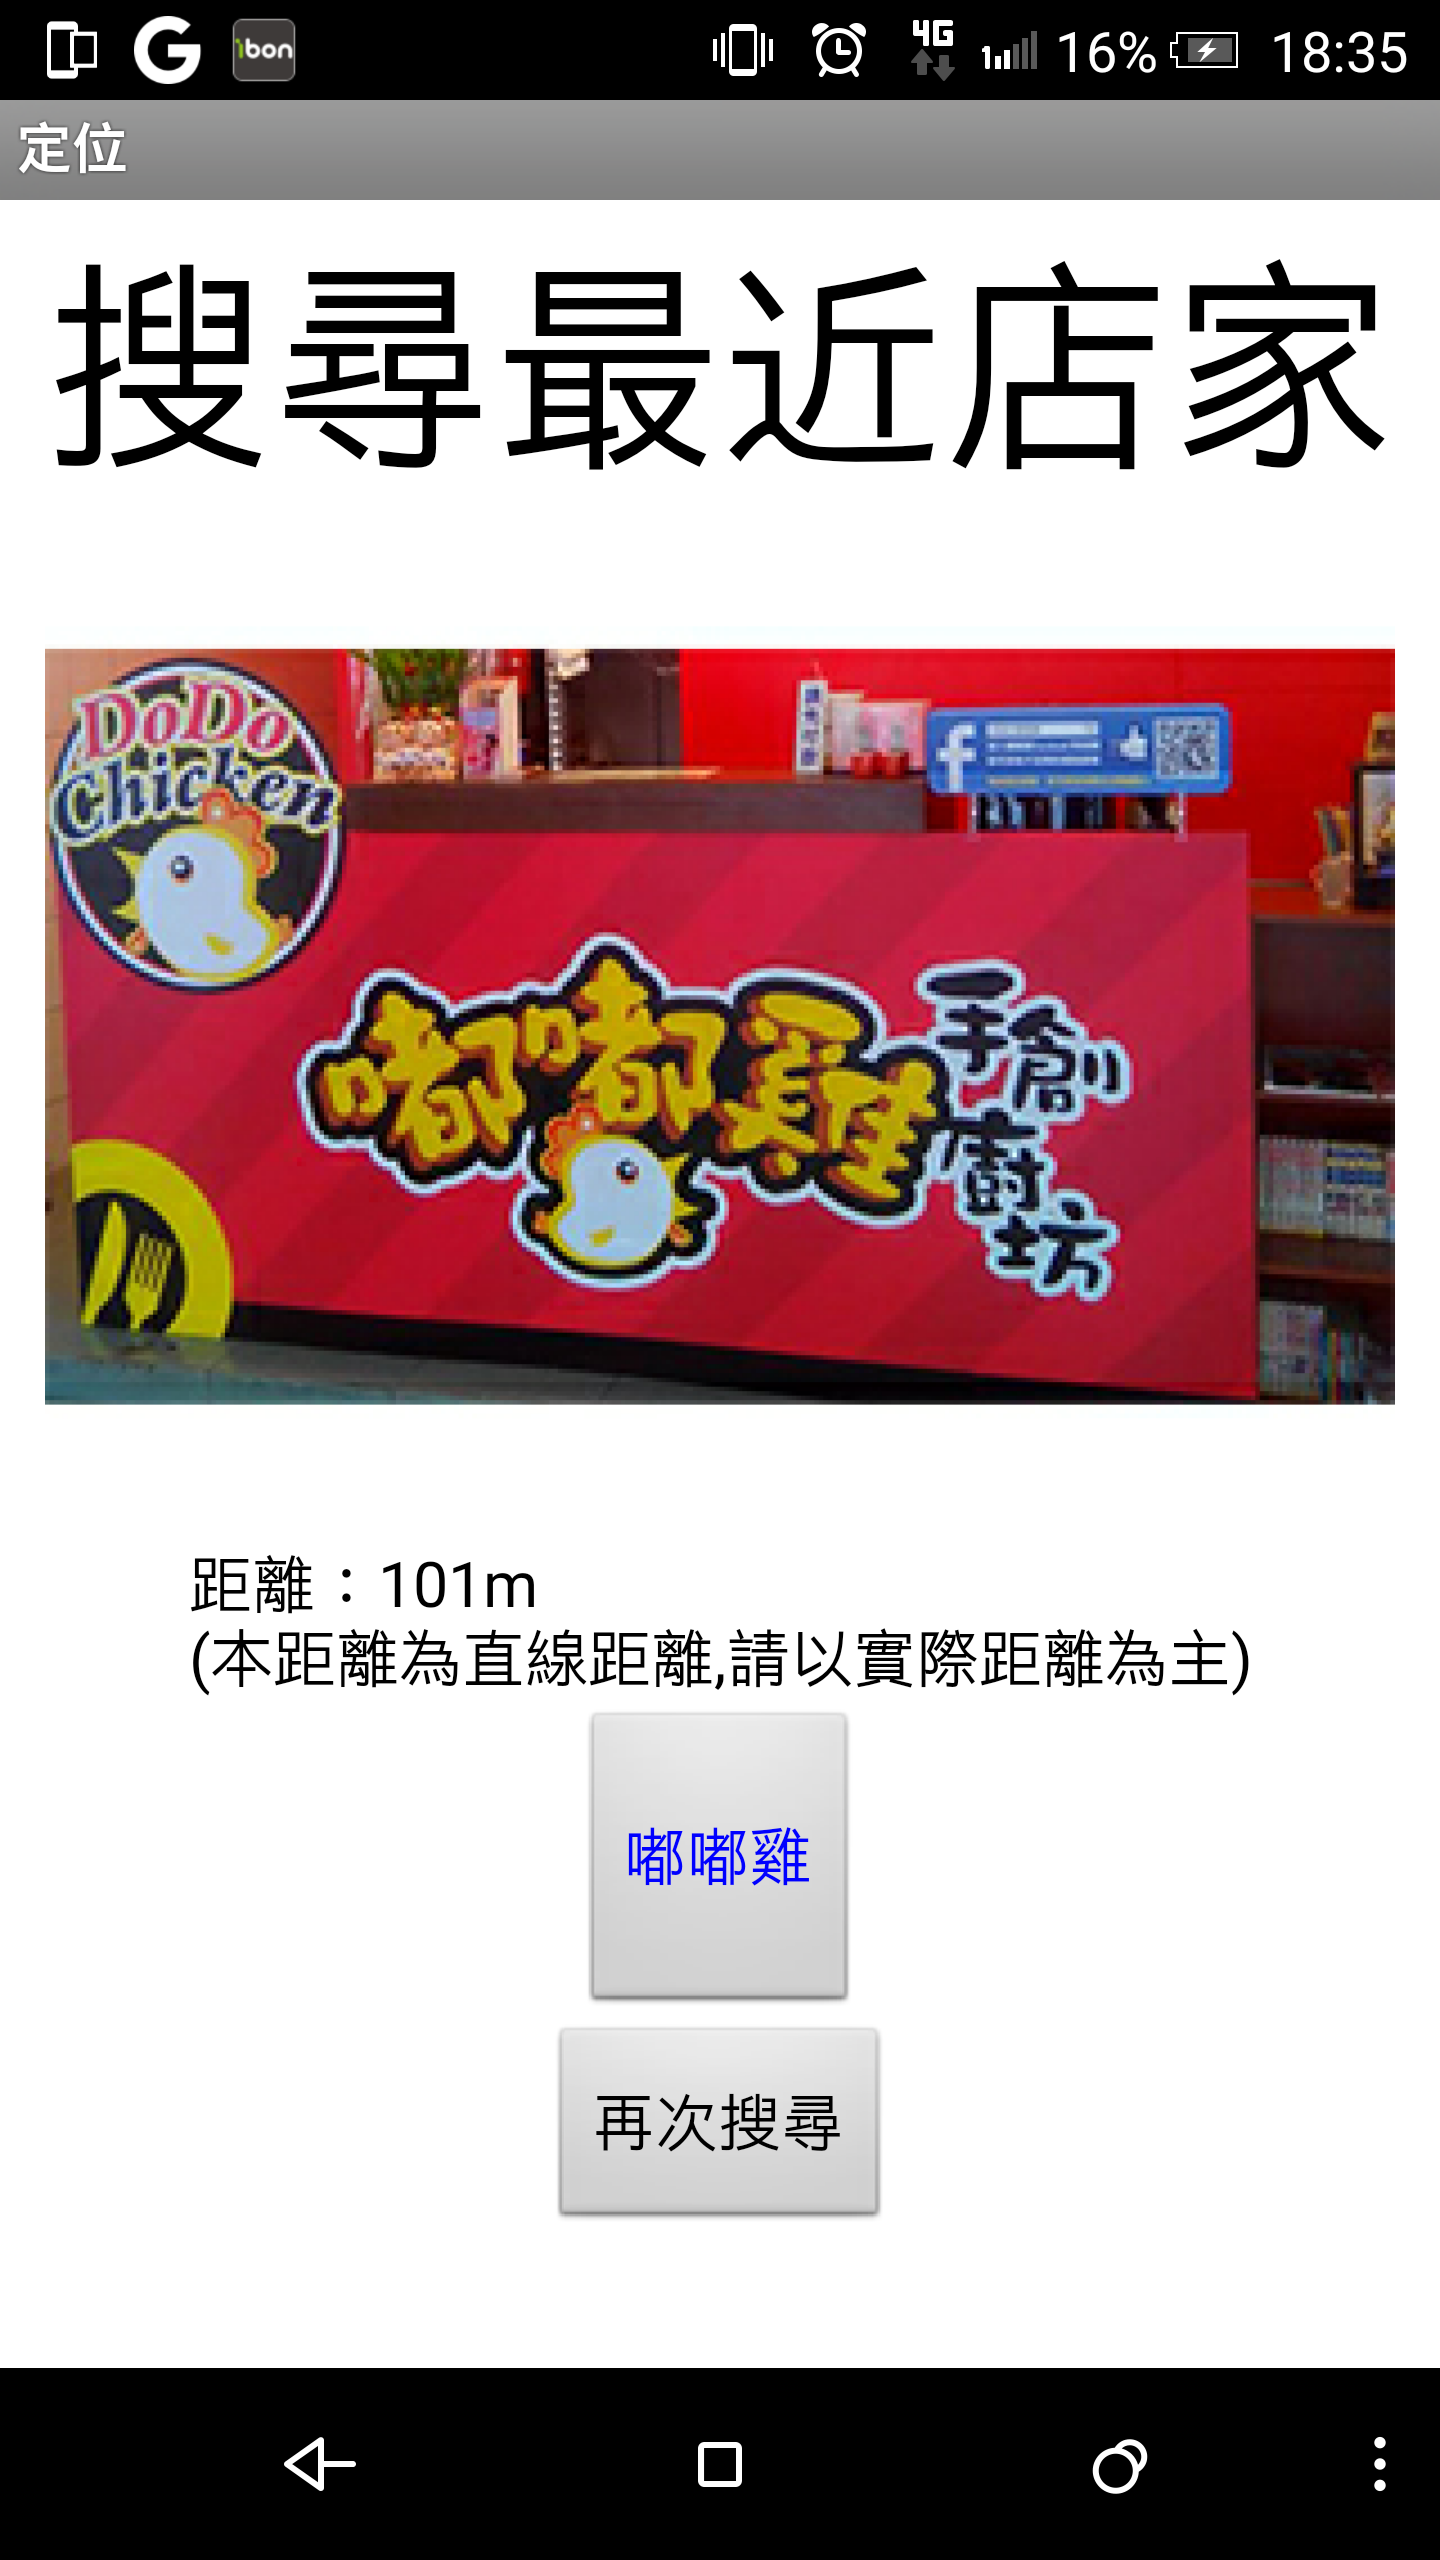 ibon
4G
16%
18:35
定位
搜尋最近店家
DoDo
Chicken
嘟嘟雞
手創
廚
坊
距離：101m
(本距離為直線距離,請以實際距離為主)
嘟嘟雞
再次搜尋